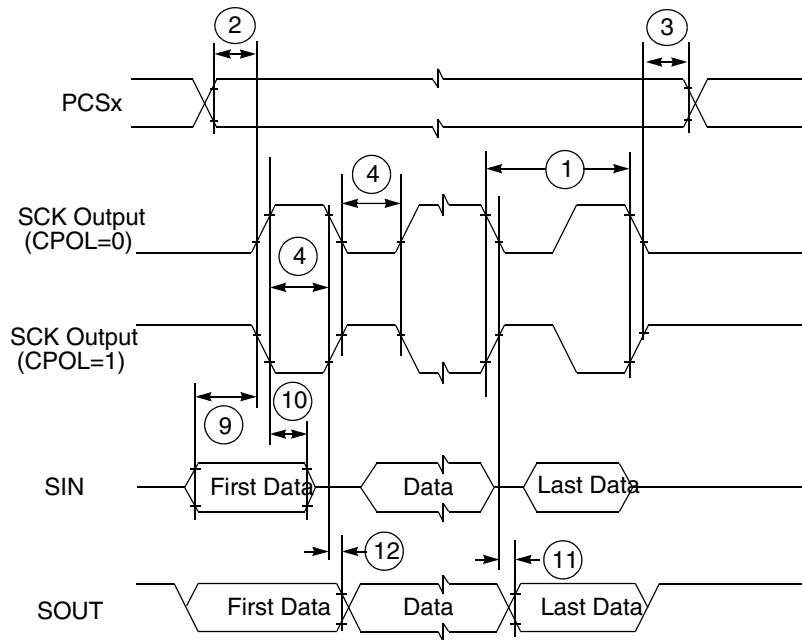 2
3
PCSx
4
1
SCK Output
(CPOL=0)
4
SCK Output
(CPOL=1)
9
10
SIN
First Data
Data
Last Data
12
11
SOUT
First Data
Data
Last Data